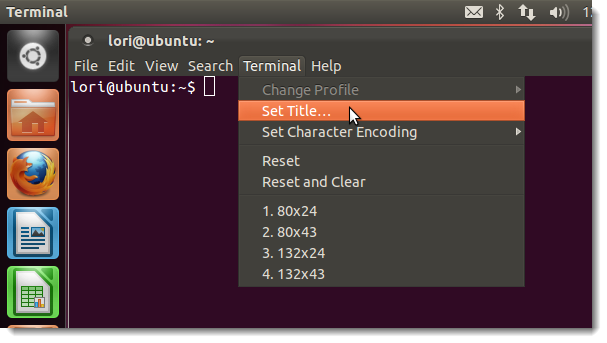 Terminal
lori@ubuntu: ~
File Edit View Search Terminal Help
lori@ubuntu:~$
Change Profile
Set Title...
Set Character Encoding
Reset
Reset and Clear
1. 80x24
2. 80x43
3. 132x24
4. 132x43